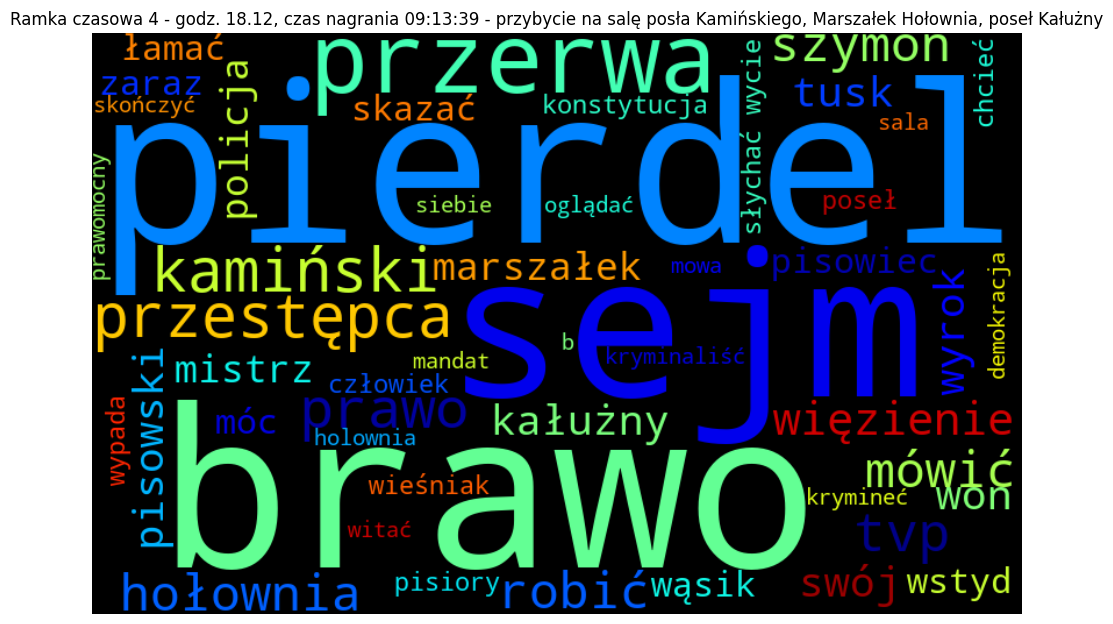 Ramka czasowa 4 - godz. 18.12, czas nagrania 09:13:39 - przybycie na salę posła Kamińskiego, Marszałek Hołownia, poseł Kałużny
łamać
przerwa
szymon
zaraz
policja
skończyć
skazać
konstytucja
słychać wycie
tusk
chcieć
sala
pierdel
prawomocny
siebie
oglądać
poseł
kamiński
marszałek
mowa
pisowiec
sejm
wyrok
demokracja
przestępca
b
kryminaliść
mandat
mistrz
człowiek
pisowski
wypada
móc
prawo
kałużny
więzienie
holownia
brawo
mówić
wieśniak
krymineć
won
witać
tvp
hołownia
pisiory
robić
wąsik
swój
wstyd